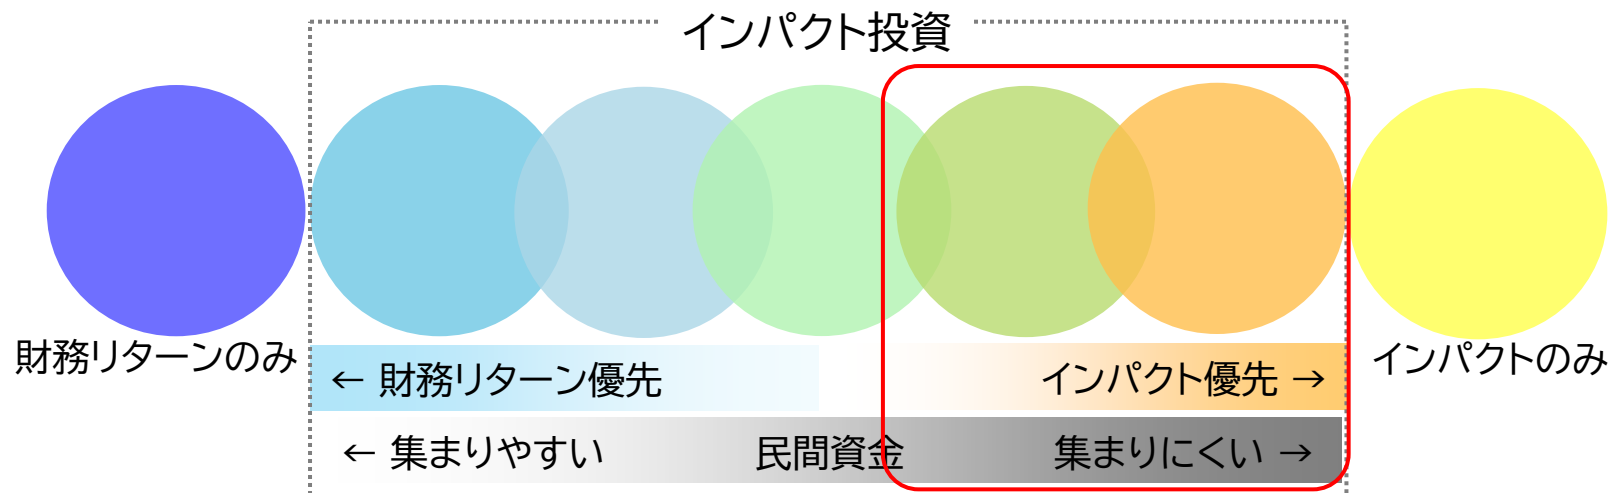 インパクト投資
財務リターンのみ
インパクトのみ
← 財務リターン優先
インパクト優先 →
← 集まりやすい
民間資金
集まりにくい →